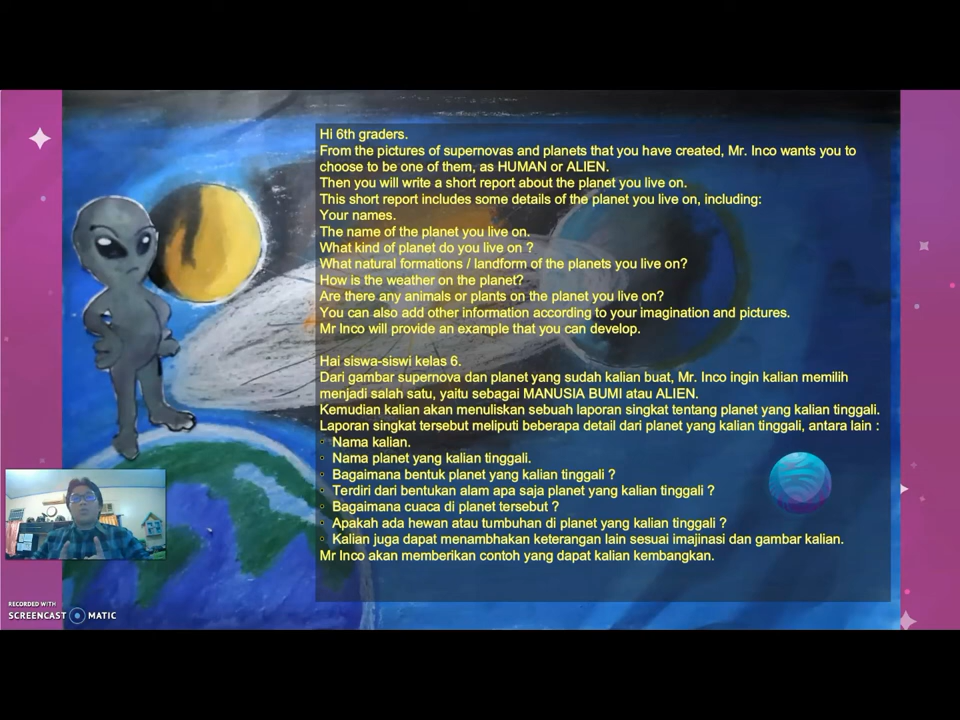 Hi 6th graders.
From the pictures of supernovas and planets that you have created, Mr. Inco wants you to
choose to be one of them, as HUMAN or ALIEN.
Then you will write a short report about the planet you live on.
This short report includes some details of the planet you live on, including:
Your names.
The name of the planet you live on.
What kind of planet do you live on ?
What natural formations / landform of the planets you live on?
How is the weather on the planet?
Are there any animals or plants on the planet you live on?
You can also add other information according to your imagination and pictures.
Mr Inco will provide an example that you can develop.
Hai siswa-siswi kelas 6.
Dari gambar supernova dan planet yang sudah kalian buat, Mr. Inco ingin kalian memilih
menjadi salah satu, yaitu sebagai MANUSIA BUMI atau ALIEN.
Kemudian kalian akan menuliskan sebuah laporan singkat tentang planet yang kalian tinggali.
Laporan singkat tersebut meliputi beberapa detail dari planet yang kalian tinggali, antara lain :
◦ Nama kalian.
◦ Nama planet yang kalian tinggali.
◦ Bagaimana bentuk planet yang kalian tinggali ?
◦ Terdiri dari bentukan alam apa saja planet yang kalian tinggali ?
◦ Bagaimana cuaca di planet tersebut ?
◦ Apakah ada hewan atau tumbuhan di planet yang kalian tinggali ?
◦ Kalian juga dapat menambhakan keterangan lain sesuai imajinasi dan gambar kalian.
Mr Inco akan memberikan contoh yang dapat kalian kembangkan.
RECORDED WITH
SCREENCAST MATIC